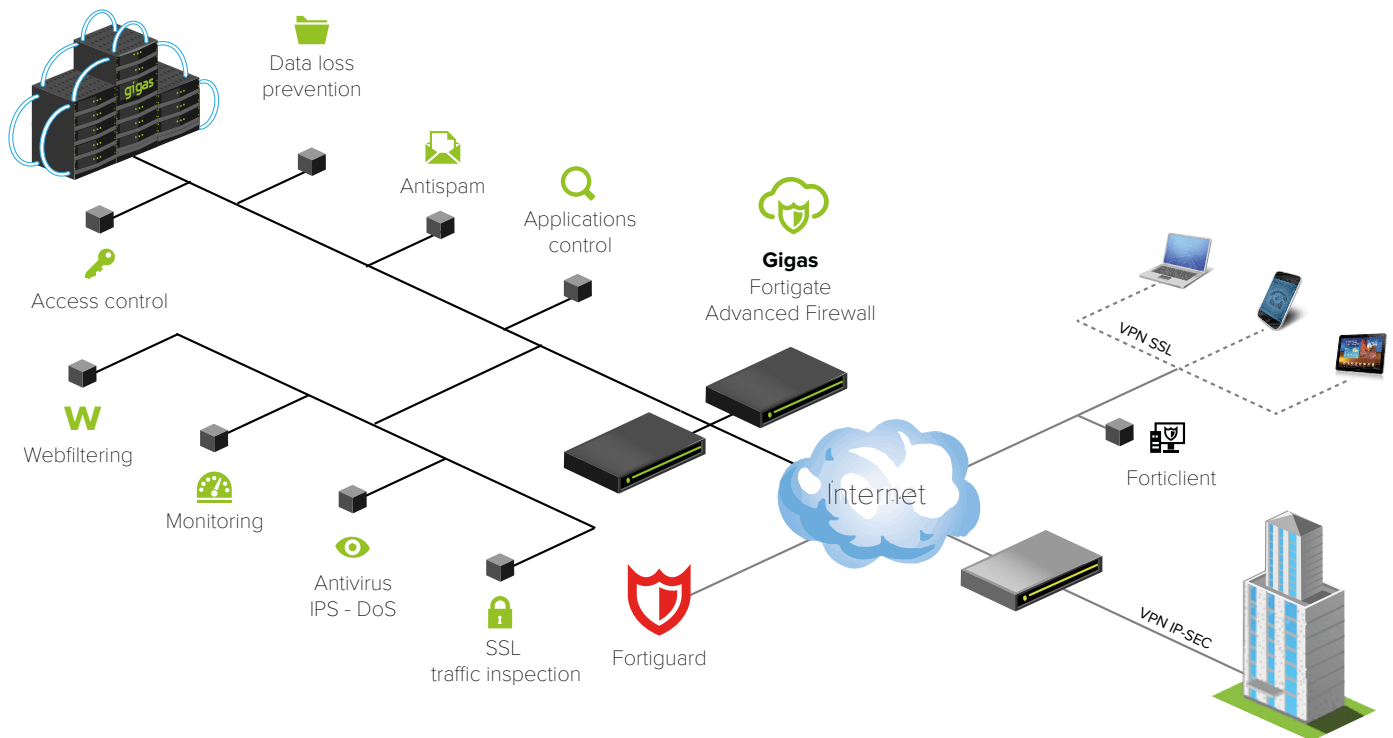 gigas
Data loss
prevention
Antispam
Applications
control
Access control
Gigas
Fortigate
Advanced Firewall
VPN SSL
W
Webfiltering
Monitoring
Antivirus
IPS - DoS
SSL
traffic inspection
Internet
Forticlient
Fortiguard
VPN IP-SEC